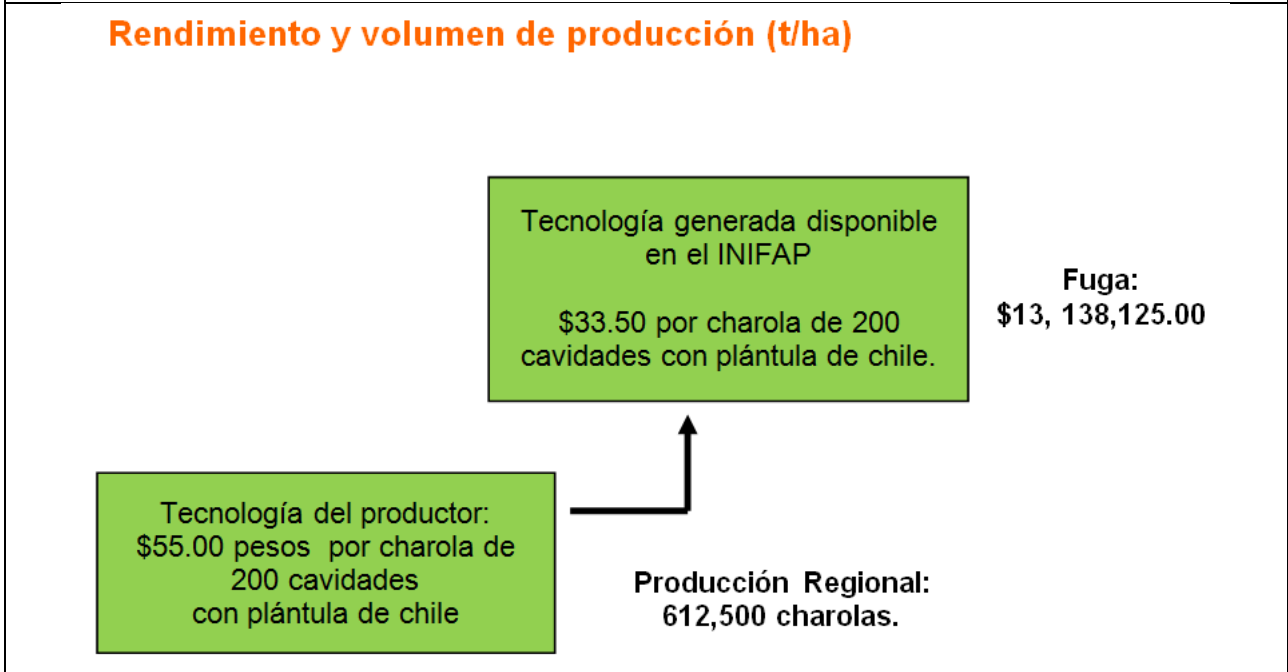 Rendimiento y volumen de producción (t/ha)
Tecnología generada disponible
en el INIFAP
$33.50 por charola de 200
cavidades con plántula de chile.
Fuga:
$13, 138,125.00
Tecnología del productor:
$55.00 pesos por charola de
200 cavidades
con plántula de chile
Producción Regional:
612,500 charolas.